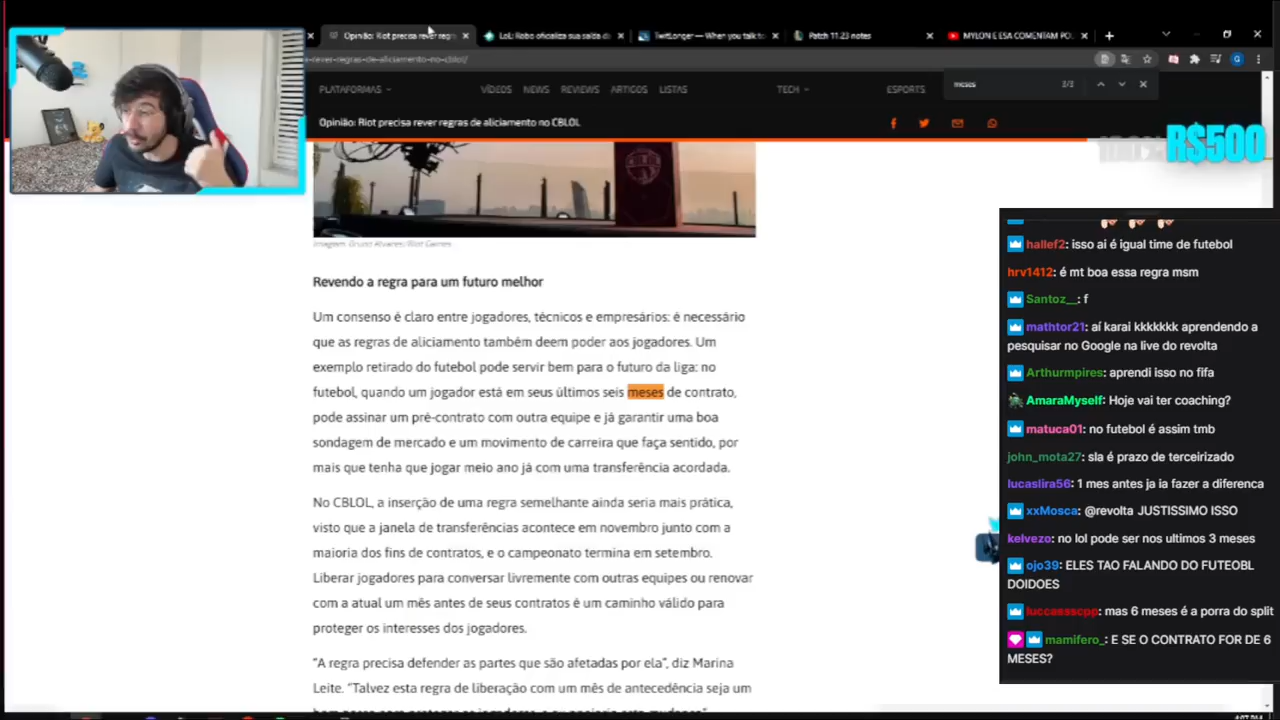 Opinião: Riot precisa rever regr
LoL: Robo oficializa sua saída d
TwitLonger — When you talk to
Patch 11.23 notes
MYLON E ESA COMENTAM PO
-rever-regras-de-aliciamento-no-cblol/
meses
PLATAFORMAS
VÍDEOS
NEWS
REVIEWS
ARTIGOS
LISTAS
TECH
ESPORTS
Opinião: Riot precisa rever regras de aliciamento no CBLOL
R$500
Imagem: Bruno Alvares/Riot Games
Revendo a regra para um futuro melhor
Um consenso é claro entre jogadores, técnicos e empresários: é necessário
que as regras de aliciamento também deem poder aos jogadores. Um
exemplo retirado do futebol pode servir bem para o futuro da liga: no
futebol, quando um jogador está em seus últimos seis meses de contrato,
pode assinar um pré-contrato com outra equipe e já garantir uma boa
sondagem de mercado e um movimento de carreira que faça sentido, por
mais que tenha que jogar meio ano já com uma transferência acordada.
No CBLOL, a inserção de uma regra semelhante ainda seria mais prática,
visto que a janela de transferências acontece em novembro junto com a
maioria dos fins de contratos, e o campeonato termina em setembro.
Liberar jogadores para conversar livremente com outras equipes ou renovar
com a atual um mês antes de seus contratos é um caminho válido para
proteger os interesses dos jogadores.
"A regra precisa defender as partes que são afetadas por ela", diz Marina
Leite. "Talvez esta regra de liberação com um mês de antecedência seja um
hallef2: isso ai é igual time de futebol
hrv1412: é mt boa essa regra msm
Santoz__: f
mathtor21: aí karai kkkkkkk aprendendo a
pesquisar no Google na live do revolta
Arthurmpires: aprendi isso no fifa
AmaraMyself: Hoje vai ter coaching?
matuca01: no futebol é assim tmb
john_mota27: sla é prazo de terceirizado
lucaslira56: 1 mes antes ja ia fazer a diferenca
xxMosca: @revolta JUSTISSIMO ISSO
kelvezo: no lol pode ser nos ultimos 3 meses
ojo39: ELES TAO FALANDO DO FUTEOBL
DOIDOES
luccassscpp: mas 6 meses é a porra do split
mamifero_: E SE O CONTRATO FOR DE 6
MESES?